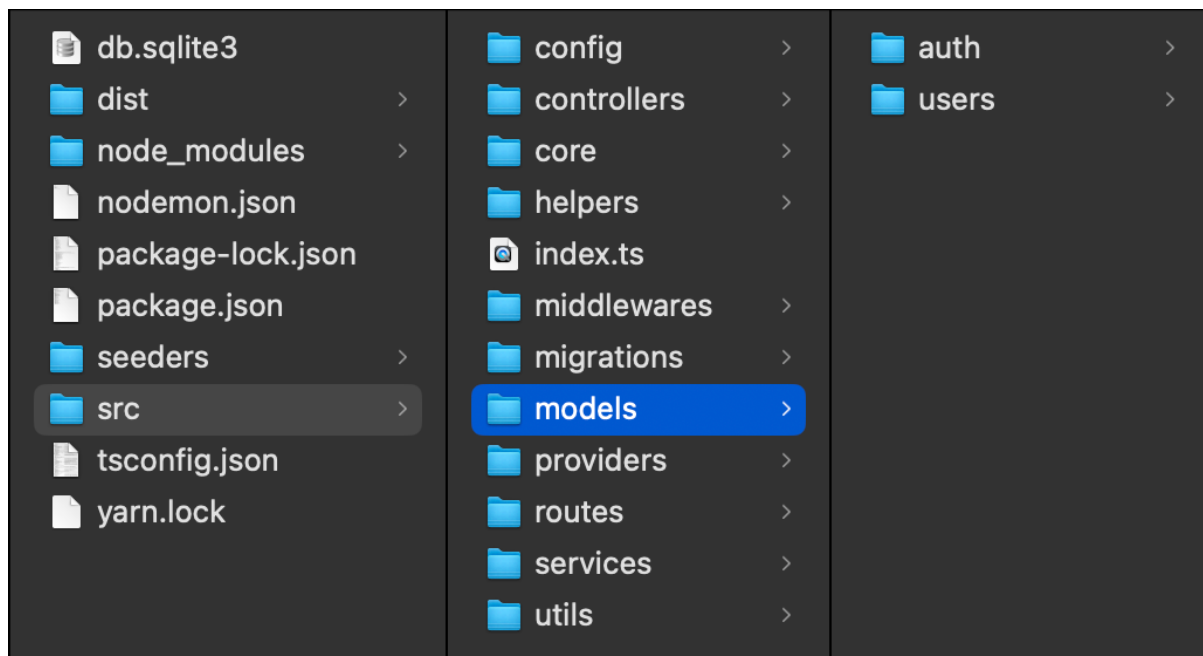 db.sqlite3
dist
node_modules
nodemon.json
package-lock.json
package.json
seeders
src
tsconfig.json
yarn.lock
config
controllers
core
helpers
index.ts
middlewares
migrations
models
providers
routes
services
utils
auth
users